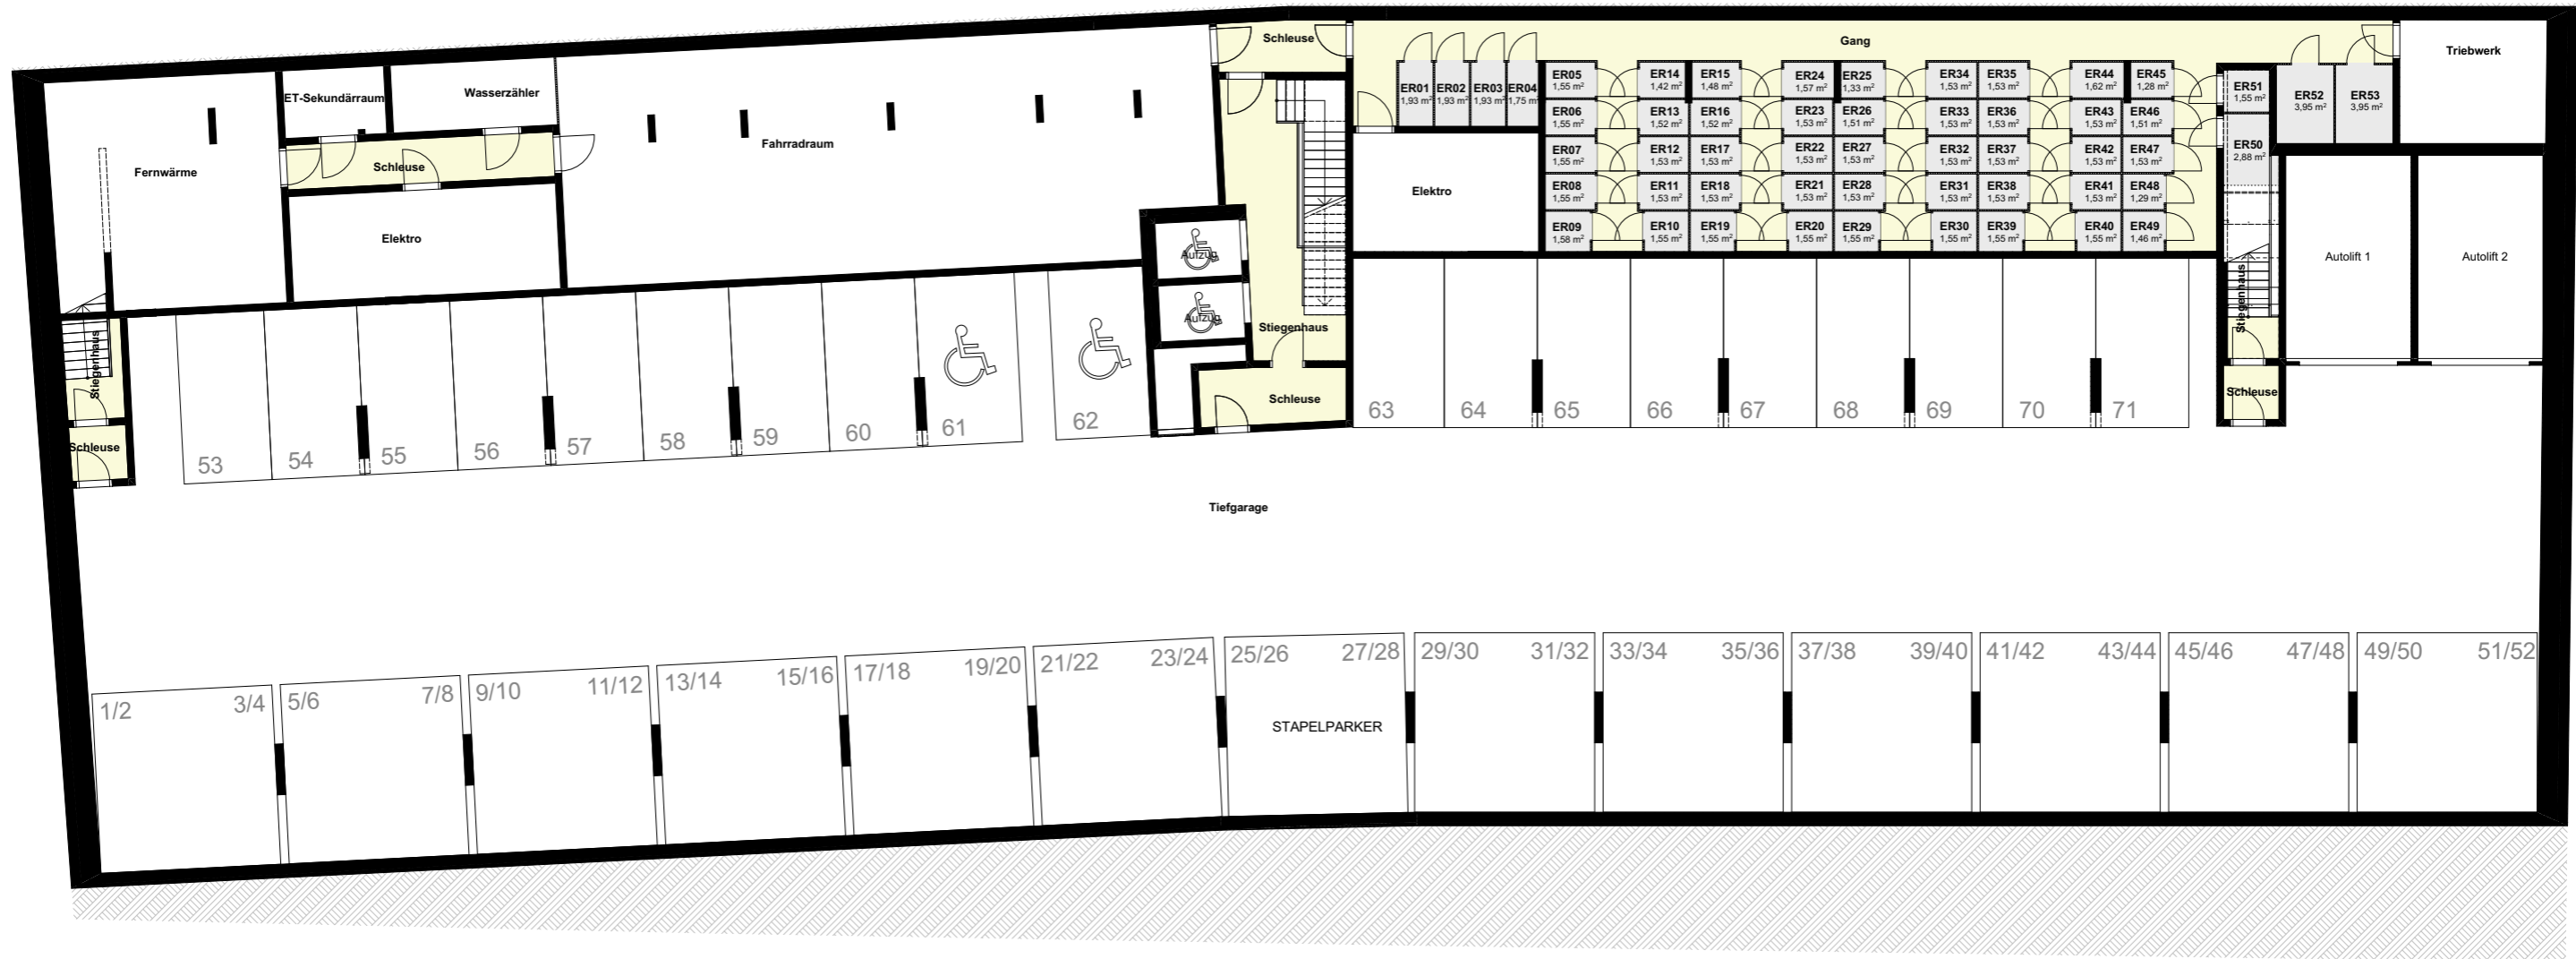 Schleuse
Gang
Triebwerk
ET-Sekundärraum
Wasserzähler
Fahrradraum
Fernwärme
Schleuse
Elektro
Elektro
ER01
1,93 m²
ER02
1,93 m²
ER03
1,93 m²
ER04
1,75 m²
ER05
1,55 m²
ER14
1,42 m²
ER15
1,48 m²
ER24
1,57 m²
ER25
1,33 m²
ER34
1,53 m²
ER35
1,53 m²
ER44
1,62 m²
ER45
1,28 m²
ER51
1,55 m²
ER52
3,95 m²
ER53
3,95 m²
ER06
1,55 m²
ER13
1,52 m²
ER16
1,52 m²
ER23
1,53 m²
ER26
1,51 m²
ER33
1,53 m²
ER36
1,53 m²
ER43
1,53 m²
ER46
1,51 m²
ER07
1,55 m²
ER12
1,53 m²
ER17
1,53 m²
ER22
1,53 m²
ER27
1,53 m²
ER32
1,53 m²
ER37
1,53 m²
ER42
1,53 m²
ER47
1,53 m²
ER50
2,88 m²
ER08
1,55 m²
ER11
1,53 m²
ER18
1,53 m²
ER21
1,53 m²
ER28
1,53 m²
ER31
1,53 m²
ER38
1,53 m²
ER41
1,53 m²
ER48
1,29 m²
ER09
1,58 m²
ER10
1,55 m²
ER19
1,55 m²
ER20
1,55 m²
ER29
1,55 m²
ER30
1,55 m²
ER39
1,55 m²
ER40
1,55 m²
ER49
1,46 m²
Aufzug
Aufzug
Autolift 1
Autolift 2
Stiegenhaus
Stiegenhaus
Stiegenhaus
Schleuse
Schleuse
Schleuse
53
54
55
56
57
58
59
60
61
62
63
64
65
66
67
68
69
70
71
Tiefgarage
1/2
3/4
5/6
7/8
9/10
11/12
13/14
15/16
17/18
19/20
21/22
23/24
25/26
27/28
29/30
31/32
33/34
35/36
37/38
39/40
41/42
43/44
45/46
47/48
49/50
51/52
STAPELPARKER